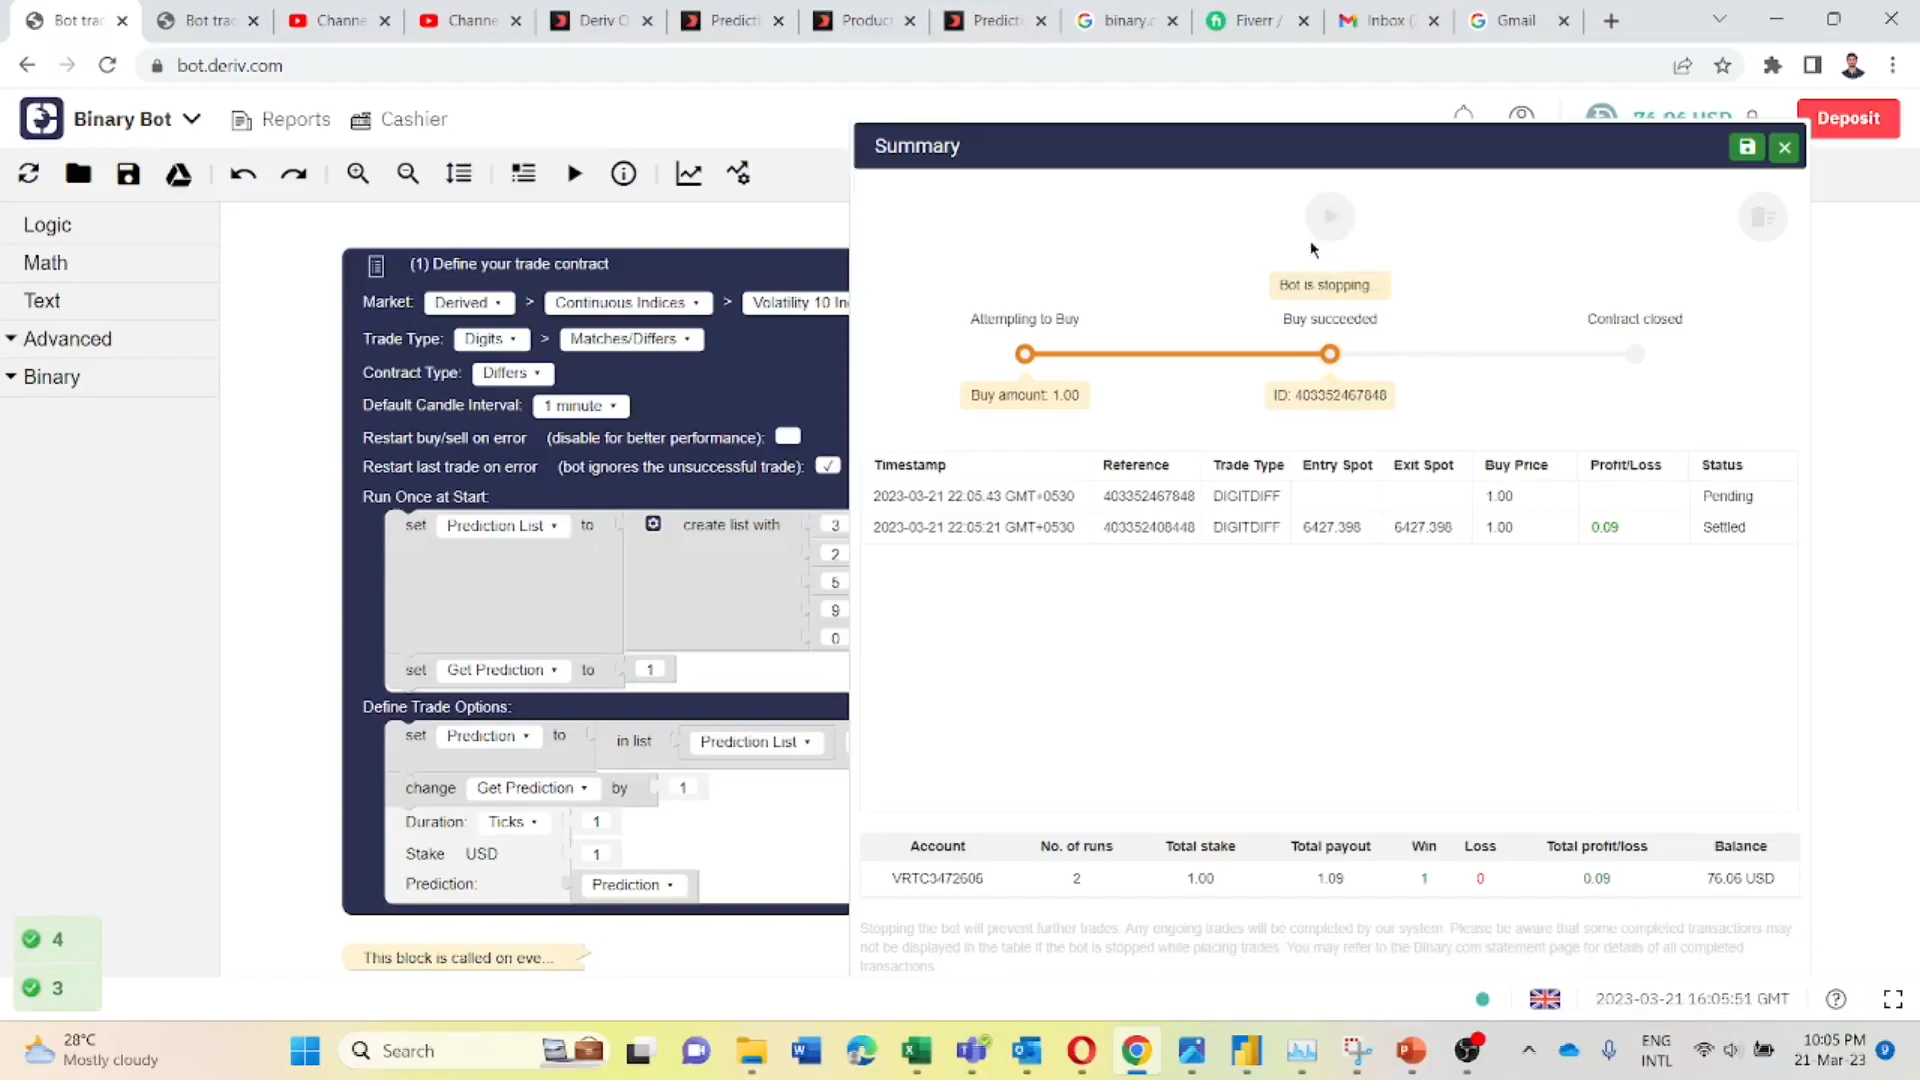 Bot trac
Bot trac
Channe
Channe
Deriv O
Predicti
Product
Predicti
binary.c
Fiverr /
Inbox (
Gmail
bot.deriv.com
Binary Bot
Reports
Cashier
76.06 USD
Deposit
Summary
Logic
Math
Text
Advanced
Binary
(1) Define your trade contract
Market: Derived > Continuous Indices > Volatility 10 In
Trade Type: Digits > Matches/Differs
Contract Type: Differs
Default Candle Interval: 1 minute
Restart buy/sell on error (disable for better performance):
Restart last trade on error (bot ignores the unsuccessful trade): ✓
Run Once at Start:
set Prediction List to create list with 3
2
5
9
0
set Get Prediction to 1
Define Trade Options:
set Prediction to in list Prediction List
change Get Prediction by 1
Duration: Ticks 1
Stake USD 1
Prediction: Prediction
This block is called on eve...
4
3
Bot is stopping...
Attempting to Buy Buy succeeded Contract closed
Buy amount: 1.00 ID: 403352467848
Timestamp Reference Trade Type Entry Spot Exit Spot Buy Price Profit/Loss Status
2023-03-21 22:05:43 GMT+0530 403352467848 DIGITDIFF 1.00 Pending
2023-03-21 22:05:21 GMT+0530 403352408448 DIGITDIFF 6427.398 6427.398 1.00 0.09 Settled
Account No. of runs Total stake Total payout Win Loss Total profit/loss Balance
VRTC3472606 2 1.00 1.09 1 0 0.09 76.06 USD
Stopping the bot will prevent further trades. Any ongoing trades will be completed by our system. Please be aware that some completed transactions may
not be displayed in the table if the bot is stopped while placing trades. You may refer to the Binary.com statement page for details of all completed
transactions.
2023-03-21 16:05:51 GMT
28°C
Mostly cloudy
Search
ENG
INTL
10:05 PM
21-Mar-23
9